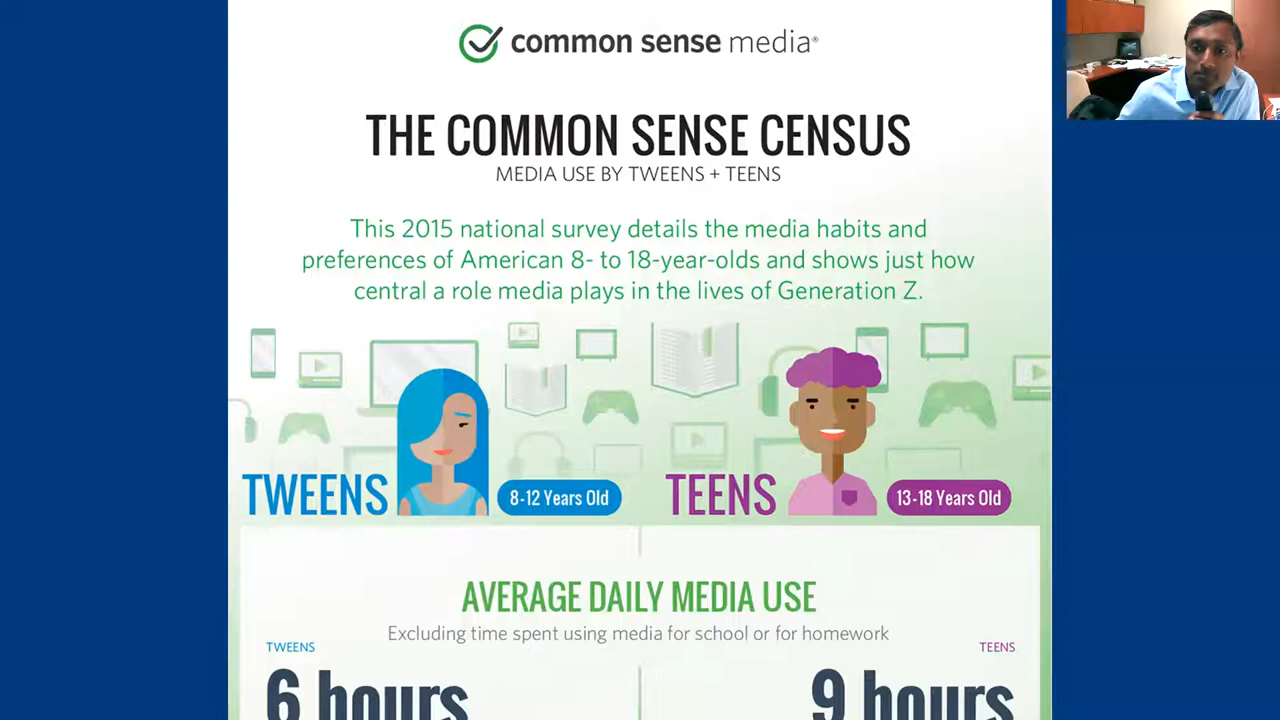 common sense media®
THE COMMON SENSE CENSUS
MEDIA USE BY TWEENS + TEENS
This 2015 national survey details the media habits and
preferences of American 8- to 18-year-olds and shows just how
central a role media plays in the lives of Generation Z.
TWEENS
8-12 Years Old
TEENS
13-18 Years Old
AVERAGE DAILY MEDIA USE
Excluding time spent using media for school or for homework
TWEENS
TEENS
6 hours
9 hours